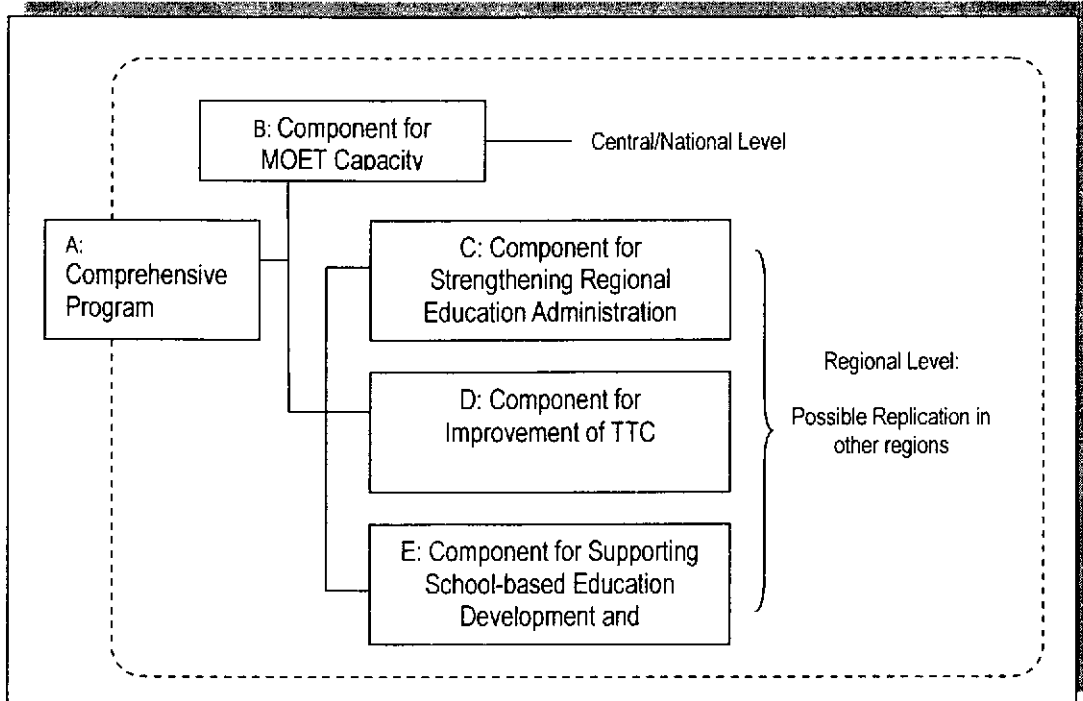 B: Component for
MOET Capacity
Central/National Level
A:
Comprehensive
Program
C: Component for
Strengthening Regional
Education Administration
D: Component for
Improvement of TTC
E: Component for Supporting
School-based Education
Development and
Regional Level:
Possible Replication in
other regions